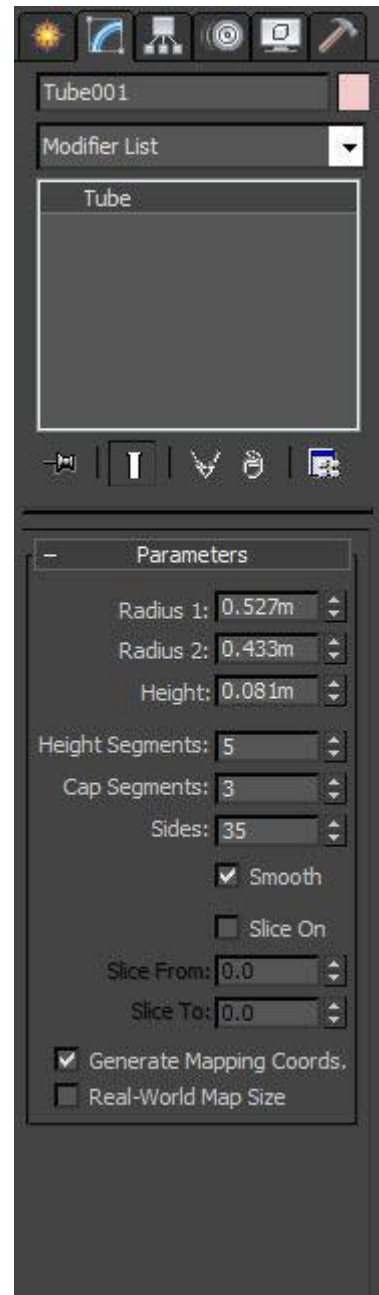 Tube001
Modifier List
Tube
Parameters
Radius 1: 0.527m
Radius 2: 0.433m
Height: 0.081m
Height Segments: 5
Cap Segments: 3
Sides: 35
Smooth
Slice On
Slice From: 0.0
Slice To: 0.0
Generate Mapping Coords.
Real-World Map Size